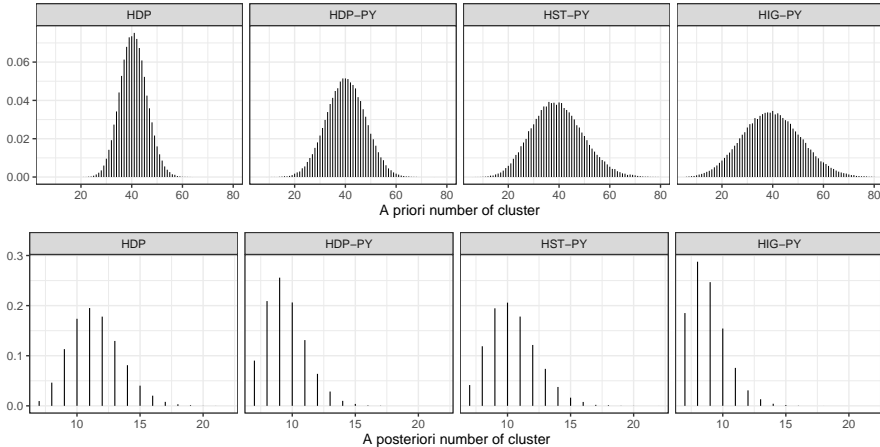 HDP HDP−PY HST−PY HIG−PY
0.06
0.04
0.02
0.00
20 40 60 80 20 40 60 80 20 40 60 80 20 40 60 80
A priori number of cluster
HDP HDP−PY HST−PY HIG−PY
0.3
0.2
0.1
0.0
10 15 20 10 15 20 10 15 20 10 15 20
A posteriori number of cluster